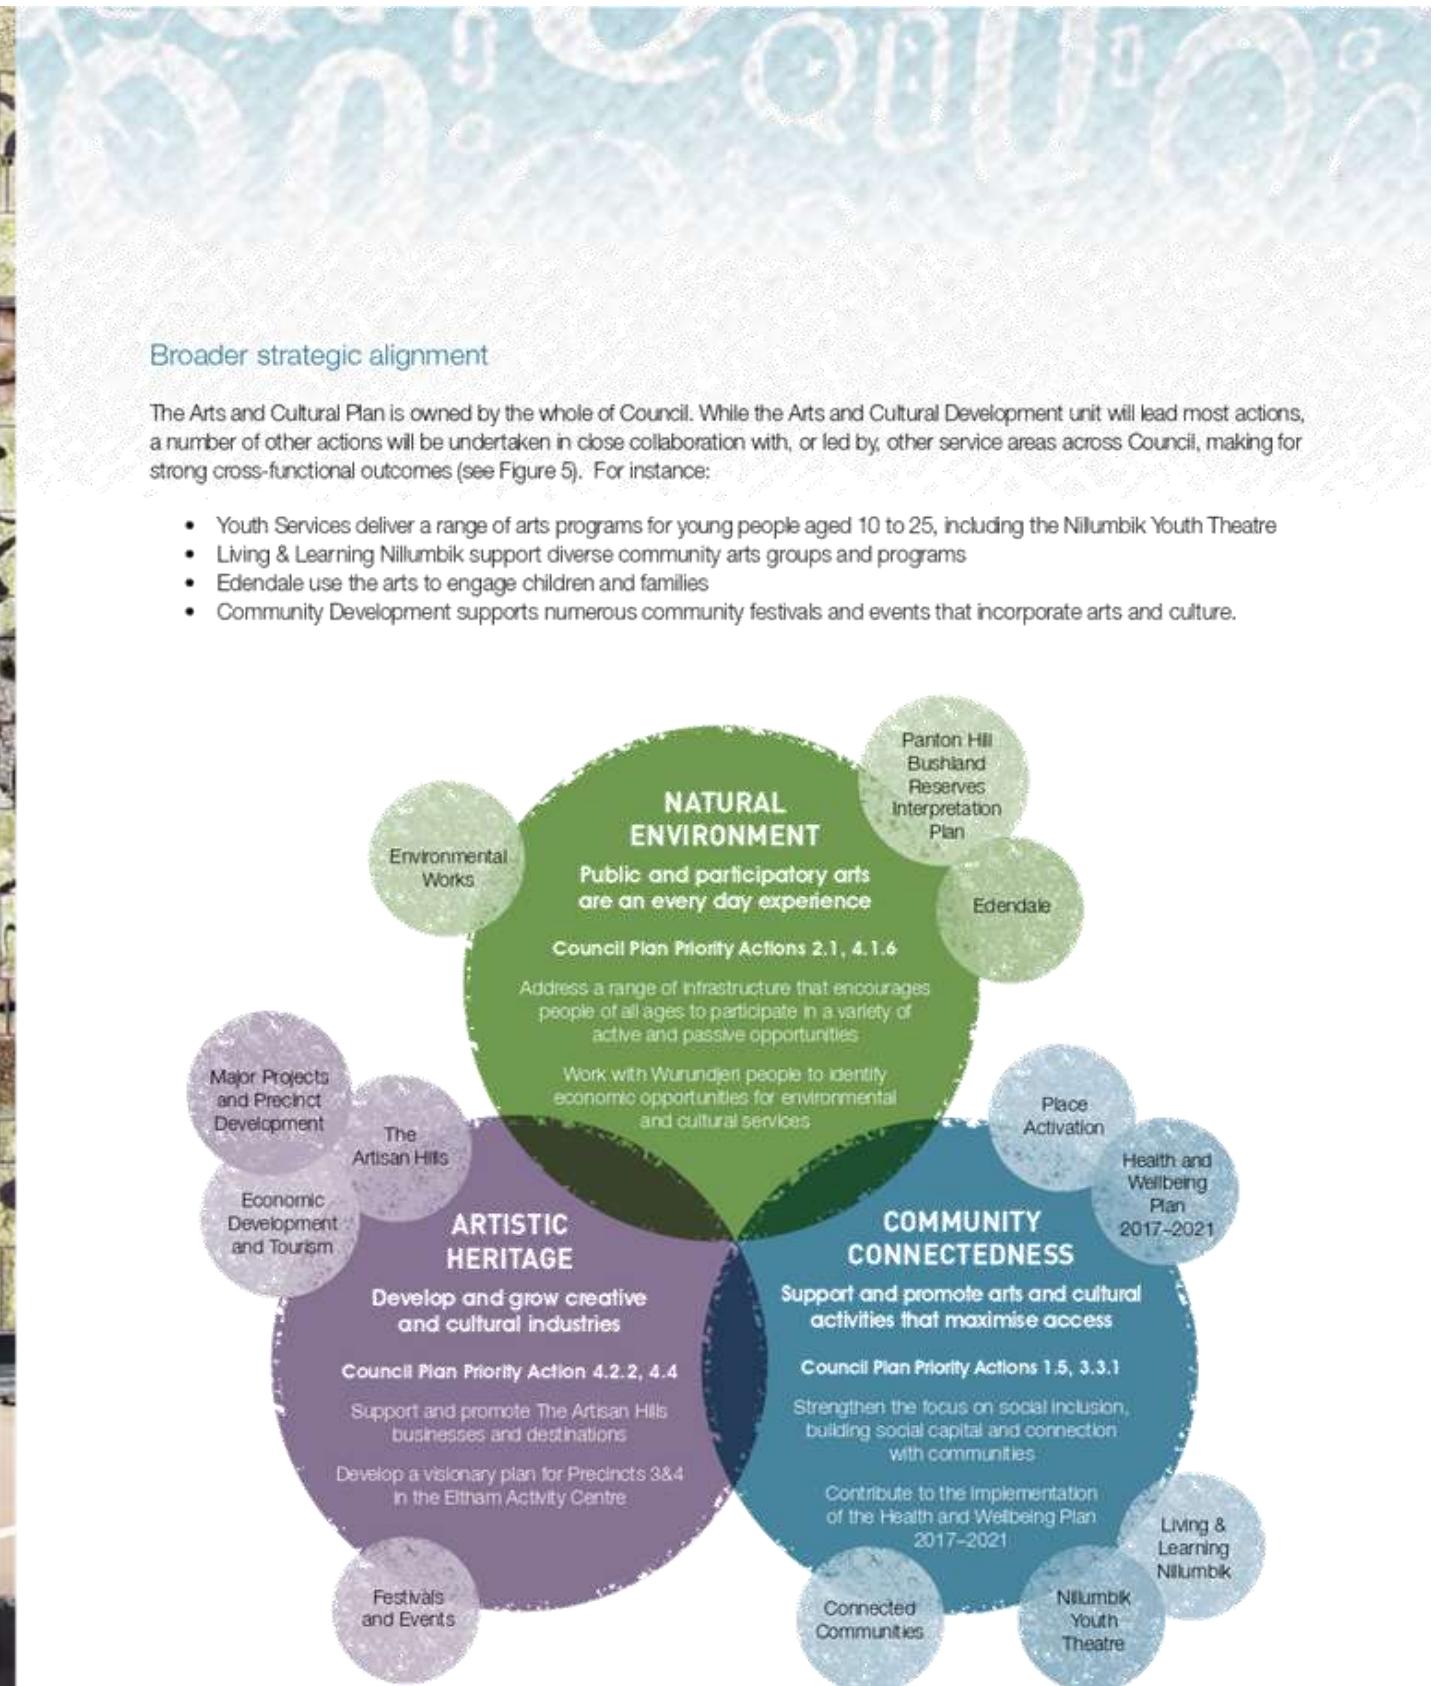 Broader strategic alignment
The Arts and Cultural Plan is owned by the whole of Council. While the Arts and Cultural Development unit will lead most actions,
a number of other actions will be undertaken in close collaboration with, or led by, other service areas across Council, making for
strong cross-functional outcomes (see Figure 5). For instance:
• Youth Services deliver a range of arts programs for young people aged 10 to 25, including the Nillumbik Youth Theatre
• Living & Learning Nillumbik support diverse community arts groups and programs
• Edendale use the arts to engage children and families
• Community Development supports numerous community festivals and events that incorporate arts and culture.
Panton Hill
Bushland
Reserves
Interpretation
Plan
Environmental
Works
Edendale
NATURAL
ENVIRONMENT
Public and participatory arts
are an every day experience
Council Plan Priority Actions 2.1, 4.1.6
Address a range of infrastructure that encourages
people of all ages to participate in a variety of
active and passive opportunities
Work with Wurundjeri people to identify
economic opportunities for environmental
and cultural services
Major Projects
and Precinct
Development
The
Artisan Hills
Economic
Development
and Tourism
ARTISTIC
HERITAGE
Develop and grow creative
and cultural industries
Council Plan Priority Action 4.2.2, 4.4
Support and promote The Artisan Hills
businesses and destinations
Develop a visionary plan for Precincts 3&4
in the Eltham Activity Centre
Festivals
and Events
Place
Activation
Health and
Wellbeing
Plan
2017–2021
COMMUNITY
CONNECTEDNESS
Support and promote arts and cultural
activities that maximise access
Council Plan Priority Actions 1.5, 3.3.1
Strengthen the focus on social inclusion,
building social capital and connection
with communities
Contribute to the implementation
of the Health and Wellbeing Plan
2017–2021
Living &
Learning
Nillumbik
Nillumbik
Youth
Theatre
Connected
Communities